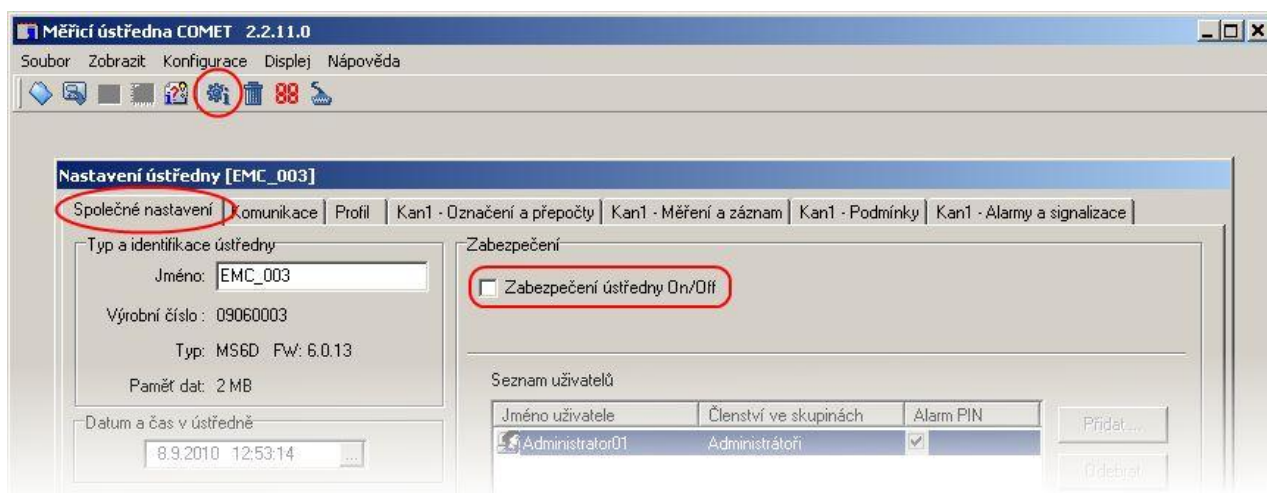 Měřicí ústředna COMET 2.2.11.0
Soubor Zobrazit Konfigurace Displej Nápověda
88
Nastavení ústředny [EMC_003]
Společné nastavení Komunikace Profil Kan1 - Označení a přepočty Kan1 - Měření a záznam Kan1 - Podmínky Kan1 - Alarmy a signalizace
Typ a identifikace ústředny
Jméno: EMC_003
Výrobní číslo : 09060003
Typ: MS6D FW: 6.0.13
Paměť dat: 2 MB
Datum a čas v ústředně
8.9.2010 12:53:14 ...
Zabezpečení
Zabezpečení ústředny On/Off
Seznam uživatelů
Jméno uživatele Členství ve skupinách Alarm PIN
Administrator01 Administrátoři
Přidat...
Odebrat